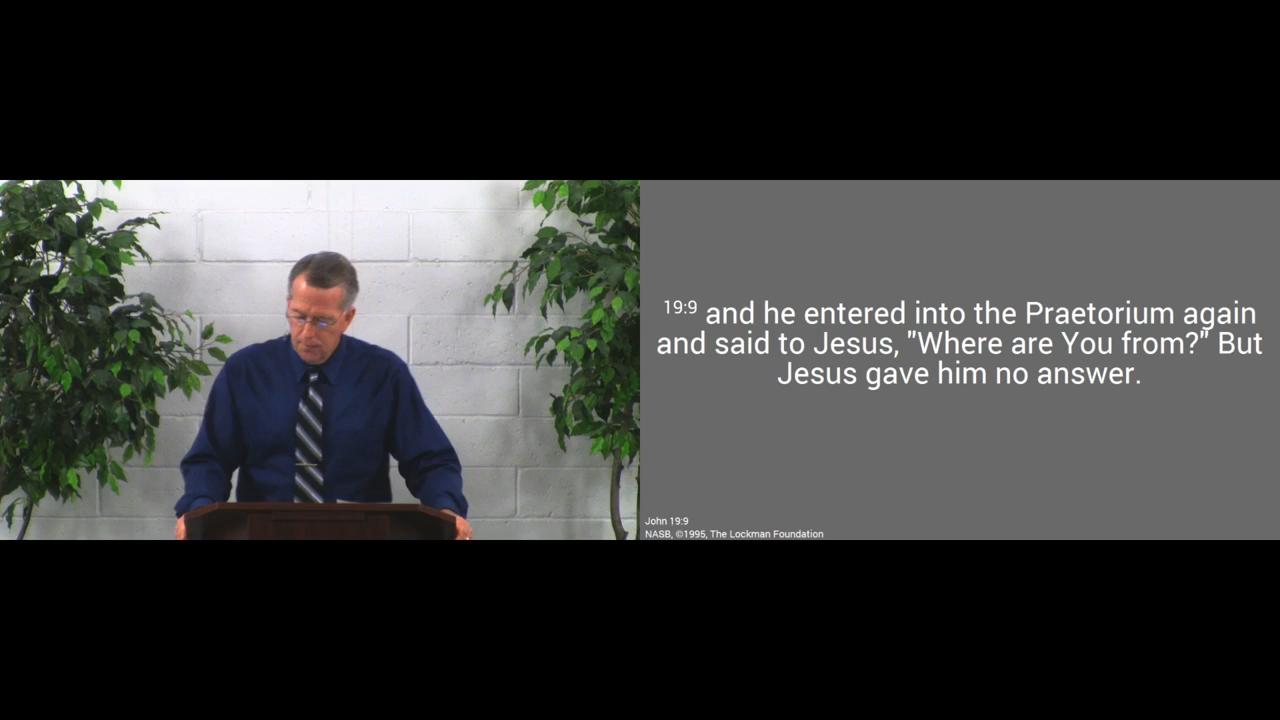 19:9 and he entered into the Praetorium again
and said to Jesus, "Where are You from?" But
Jesus gave him no answer.
John 19:9
NASB, ©1995, The Lockman Foundation